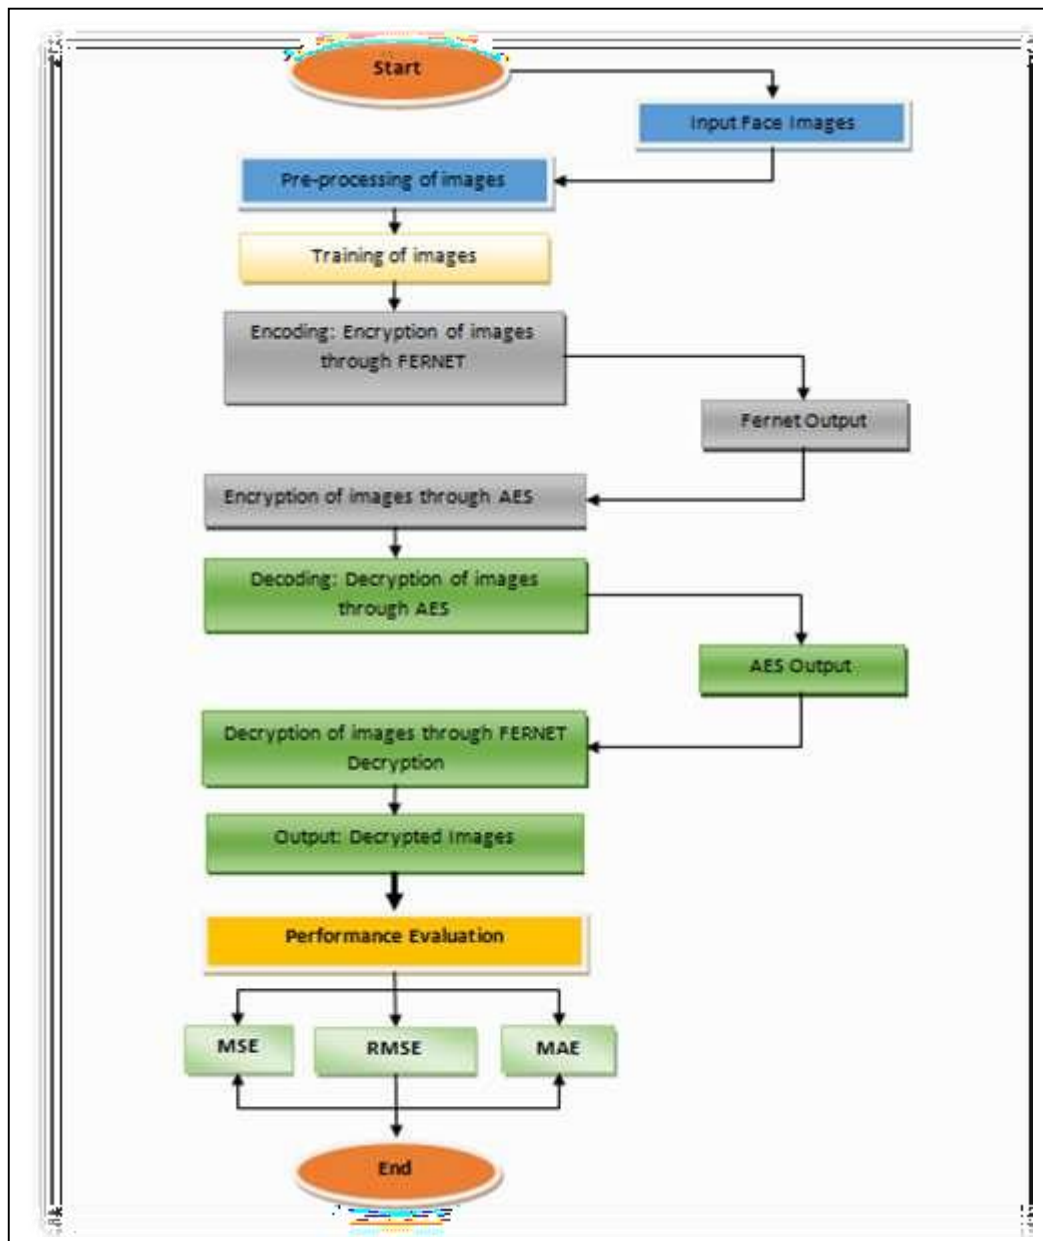 Start
Input Face Images
Pre-processing of images
Training of images
Encoding: Encryption of images
through FERNET
Fernet Output
Encryption of images through AES
Decoding: Decryption of images
through AES
AES Output
Decryption of images through FERNET
Decryption
Output: Decrypted Images
Performance Evaluation
MSE
RMSE
MAE
End